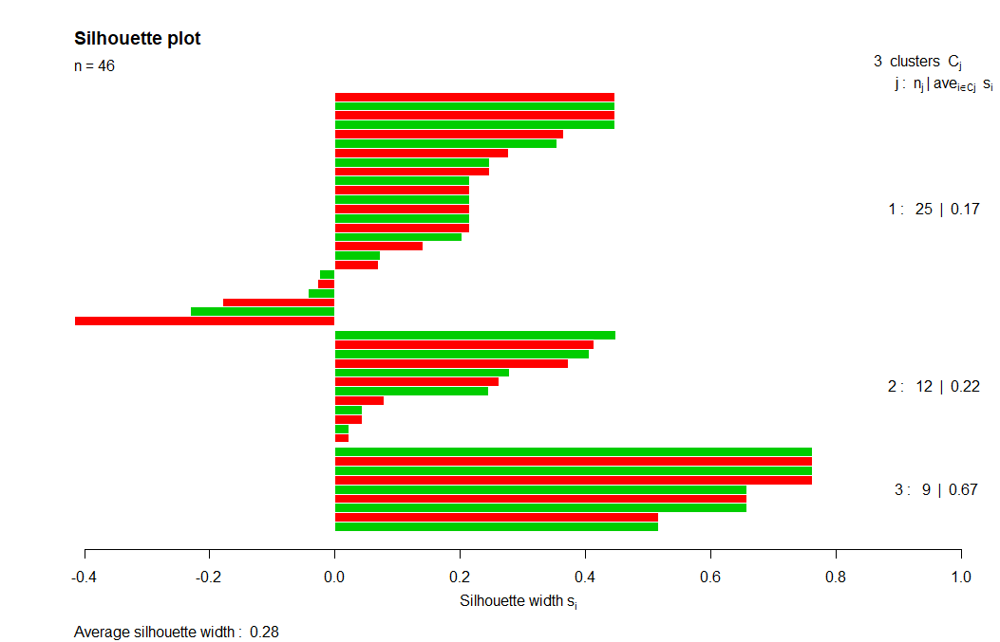 Silhouette plot
n = 46
3 clusters Cj
j : nj | avei∈Cj si
1 : 25 | 0.17
2 : 12 | 0.22
3 : 9 | 0.67
-0.4 -0.2 0.0 0.2 0.4 0.6 0.8 1.0
Silhouette width si
Average silhouette width : 0.28